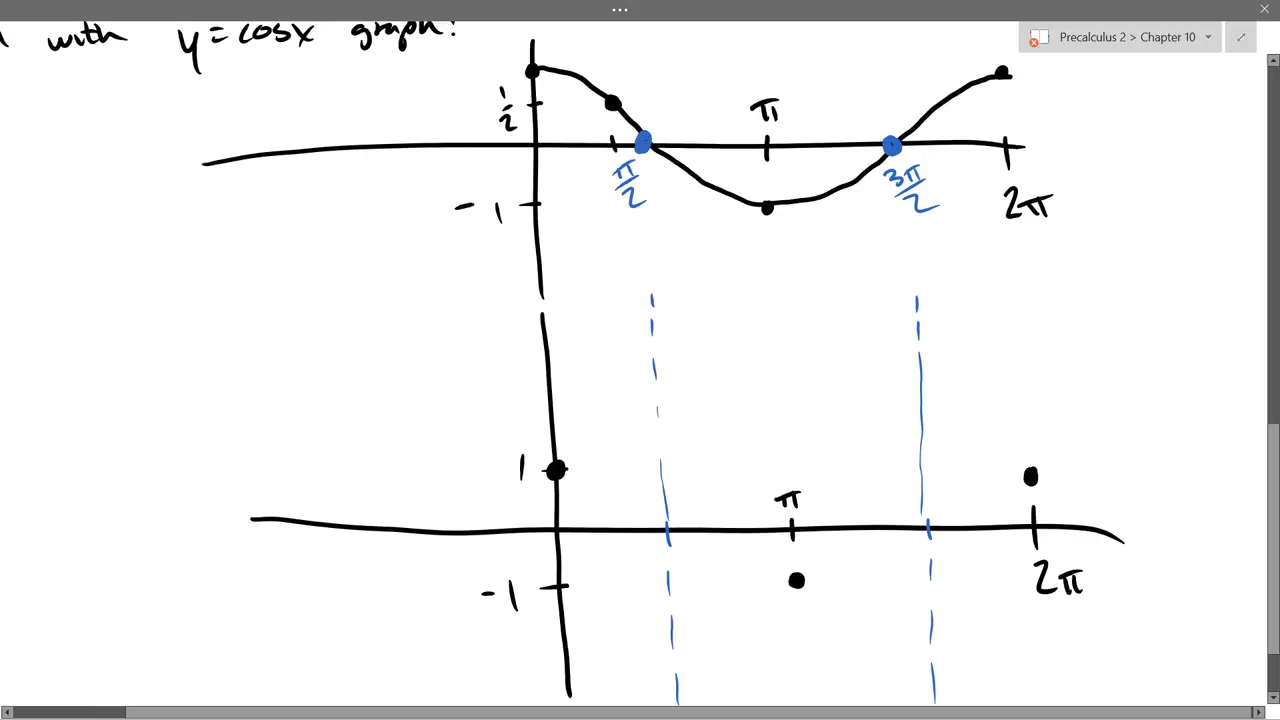 with y = cosx graph:
Precalculus 2 > Chapter 10
1/2
π
π/2
3π/2
-1
2π
1
π
-1
2π